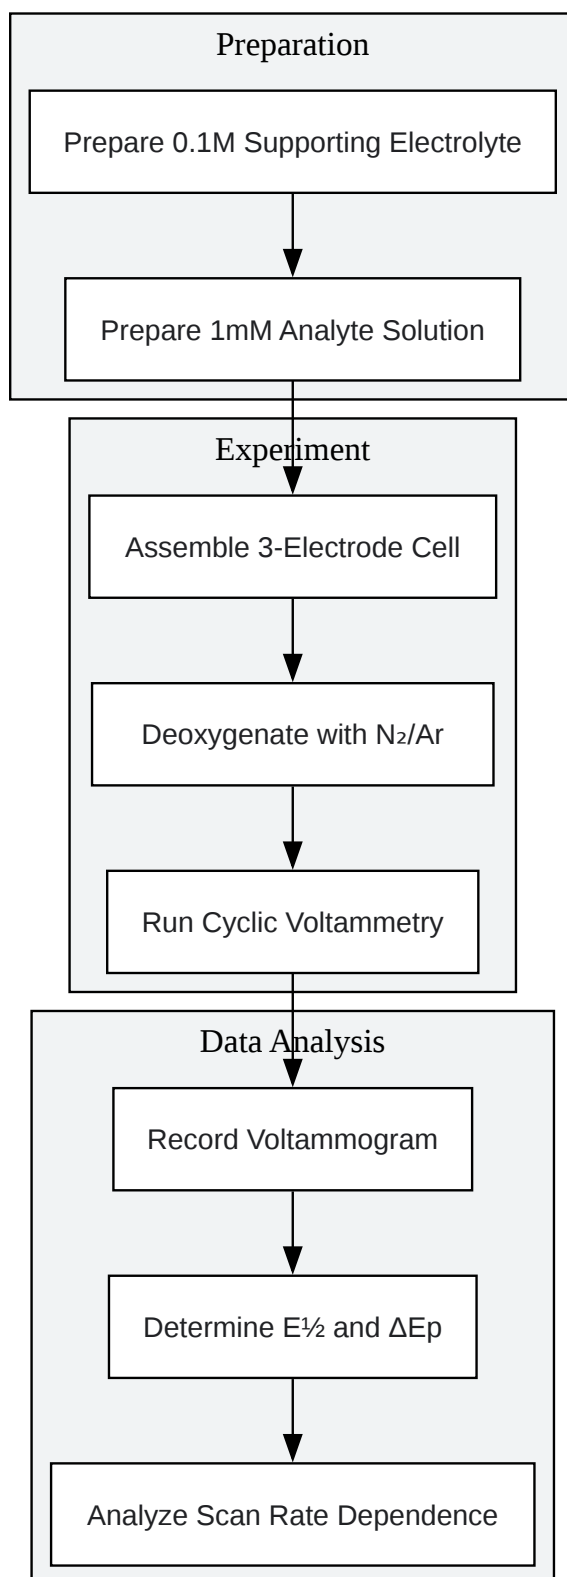 Preparation
Prepare 0.1M Supporting Electrolyte
Prepare 1mM Analyte Solution
Experiment
Assemble 3-Electrode Cell
Deoxygenate with N₂/Ar
Run Cyclic Voltammetry
Data Analysis
Record Voltammogram
Determine E½ and ΔEp
Analyze Scan Rate Dependence